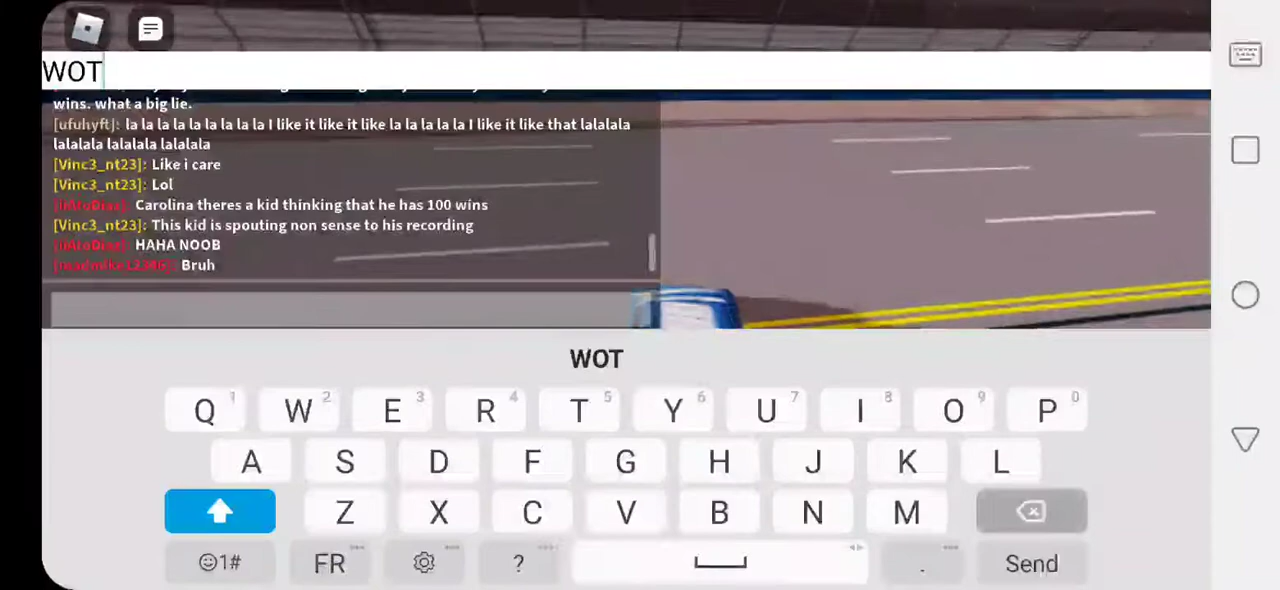 WOT
wins. what a big lie.
[ufuhyft]: la la la la la la la la la I like it like it like la la la la la I like it like that lalalala
lalalala lalalala lalalala
[Vinc3_nt23]: Like i care
[Vinc3_nt23]: Lol
Carolina theres a kid thinking that he has 100 wins
[Vinc3_nt23]: This kid is spouting non sense to his recording
HAHA NOOB
Bruh
WOT
Q 1 W 2 E 3 R 4 T 5 Y 6 U 7 I 8 O 9 P 0
A S D F G H J K L
Z X C V B N M
☺1# FR ? . Send